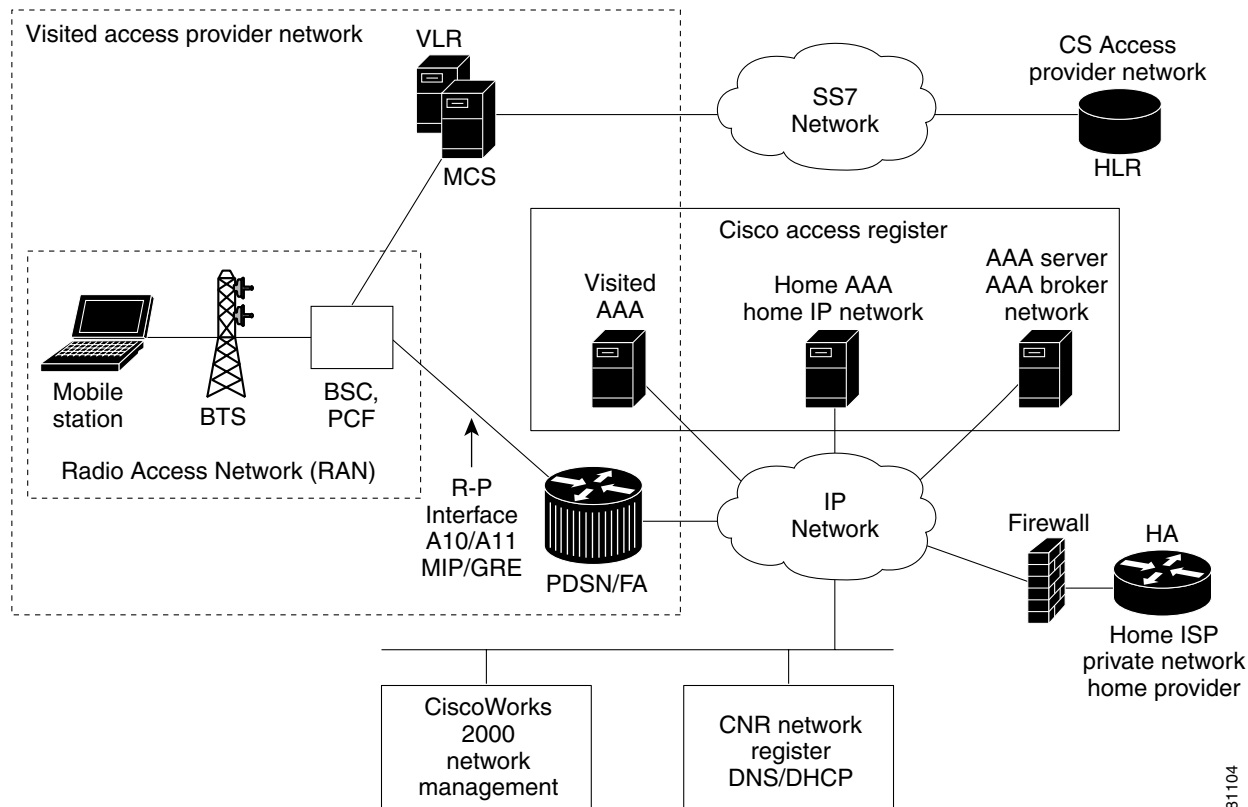 Visited access provider network
VLR
MCS
SS7
Network
CS Access
provider network
HLR
Cisco access register
Visited
AAA
Home AAA
home IP network
AAA server
AAA broker
network
Mobile
station
BTS
BSC,
PCF
Radio Access Network (RAN)
R-P
Interface
A10/A11
MIP/GRE
PDSN/FA
IP
Network
Firewall
HA
Home ISP
private network
home provider
CiscoWorks
2000
network
management
CNR network
register
DNS/DHCP